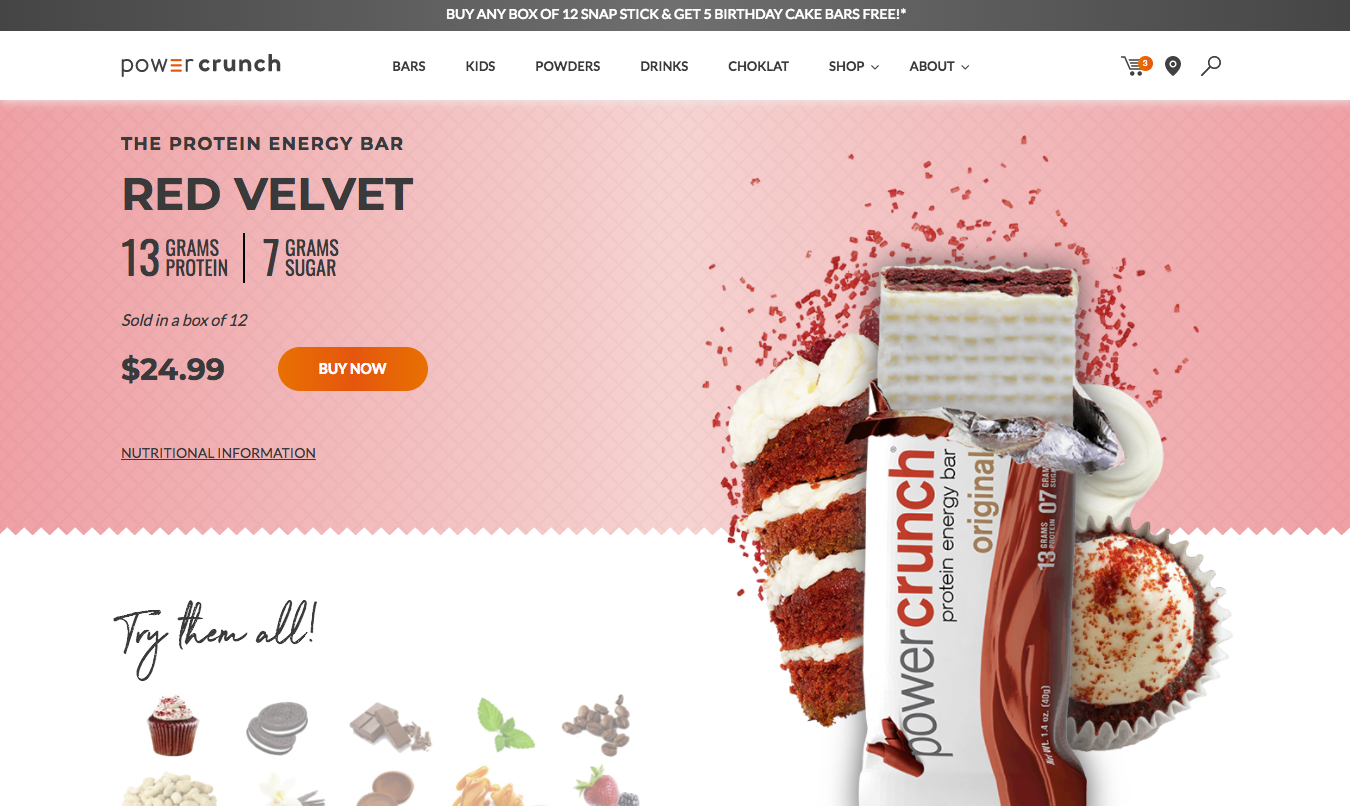 BUY ANY BOX OF 12 SNAP STICK & GET 5 BIRTHDAY CAKE BARS FREE!*
power crunch
BARS
KIDS
POWDERS
DRINKS
CHOKLAT
SHOP
ABOUT
3
THE PROTEIN ENERGY BAR
RED VELVET
13 GRAMS PROTEIN
7 GRAMS SUGAR
Sold in a box of 12
$24.99
BUY NOW
NUTRITIONAL INFORMATION
powercrunch®
protein energy bar
original
13 GRAMS PROTEIN 07 GRAMS SUGAR
Net Wt. 1.4 oz. (40g)
Try them all!